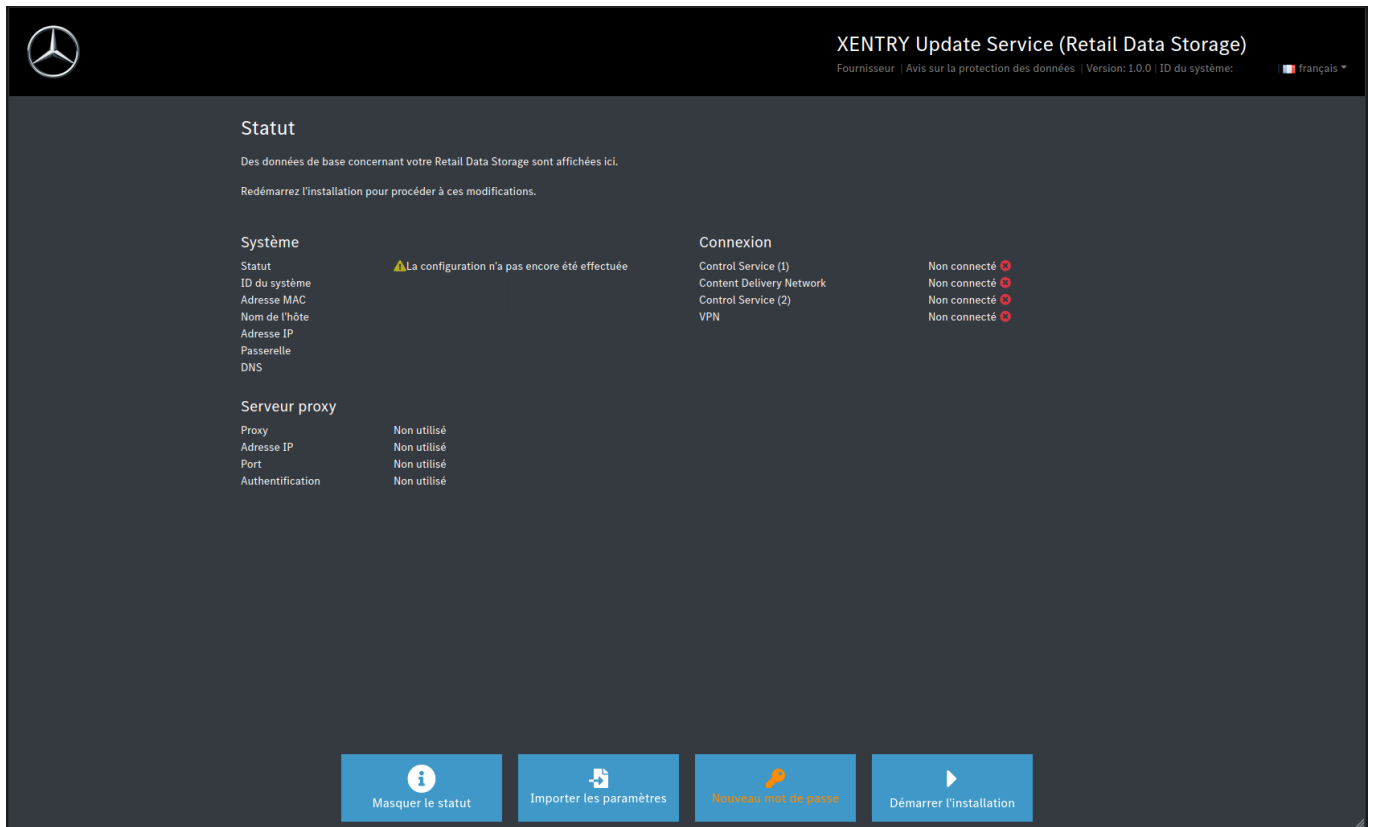 XENTRY Update Service (Retail Data Storage)
Fournisseur | Avis sur la protection des données | Version: 1.0.0 | ID du système: | français
Statut
Des données de base concernant votre Retail Data Storage sont affichées ici.
Redémarrez l'installation pour procéder à ces modifications.
Système
Statut La configuration n'a pas encore été effectuée
ID du système
Adresse MAC
Nom de l'hôte
Adresse IP
Passerelle
DNS
Connexion
Control Service (1) Non connecté
Content Delivery Network Non connecté
Control Service (2) Non connecté
VPN Non connecté
Serveur proxy
Proxy Non utilisé
Adresse IP Non utilisé
Port Non utilisé
Authentification Non utilisé
Masquer le statut
Importer les paramètres
Nouveau mot de passe
Démarrer l'installation